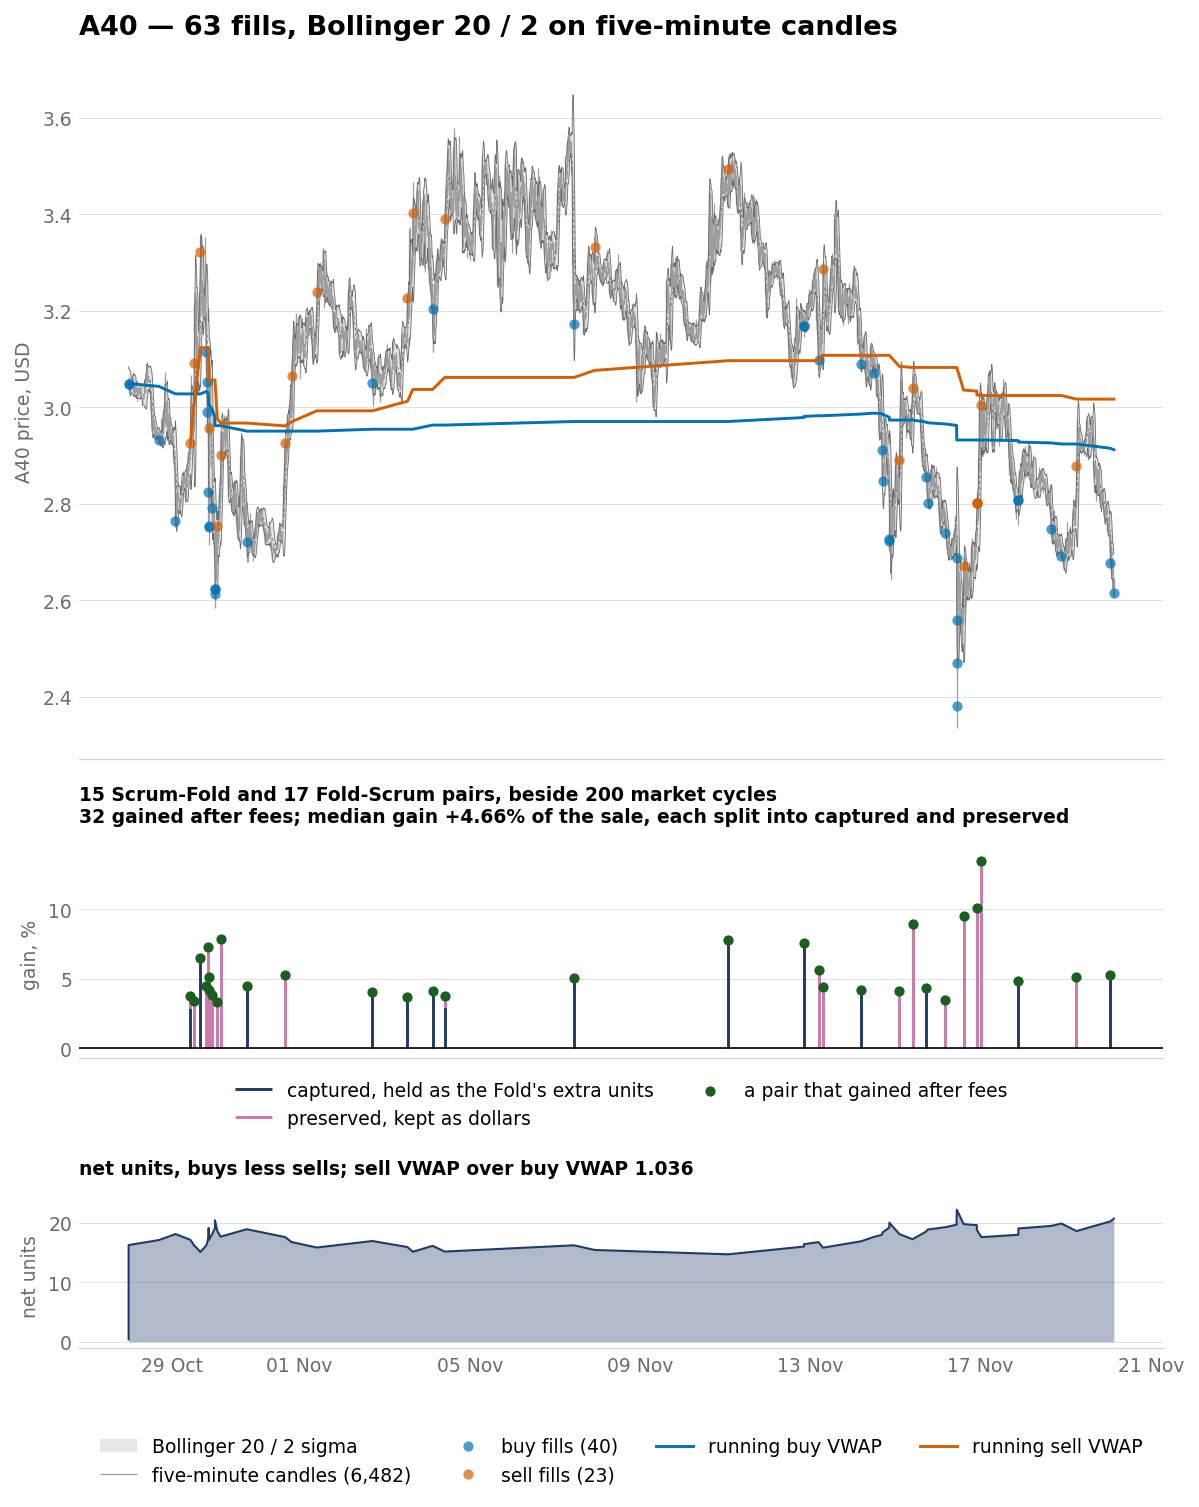 A40 — 63 fills, Bollinger 20 / 2 on five-minute candles
3.6
3.4
3.2
3.0
2.8
2.6
2.4
A40 price, USD
15 Scrum-Fold and 17 Fold-Scrum pairs, beside 200 market cycles
32 gained after fees; median gain +4.66% of the sale, each split into captured and preserved
10
5
0
gain, %
captured, held as the Fold's extra units
preserved, kept as dollars
a pair that gained after fees
net units, buys less sells; sell VWAP over buy VWAP 1.036
20
10
0
net units
29 Oct
01 Nov
05 Nov
09 Nov
13 Nov
17 Nov
21 Nov
Bollinger 20 / 2 sigma
five-minute candles (6,482)
buy fills (40)
sell fills (23)
running buy VWAP
running sell VWAP